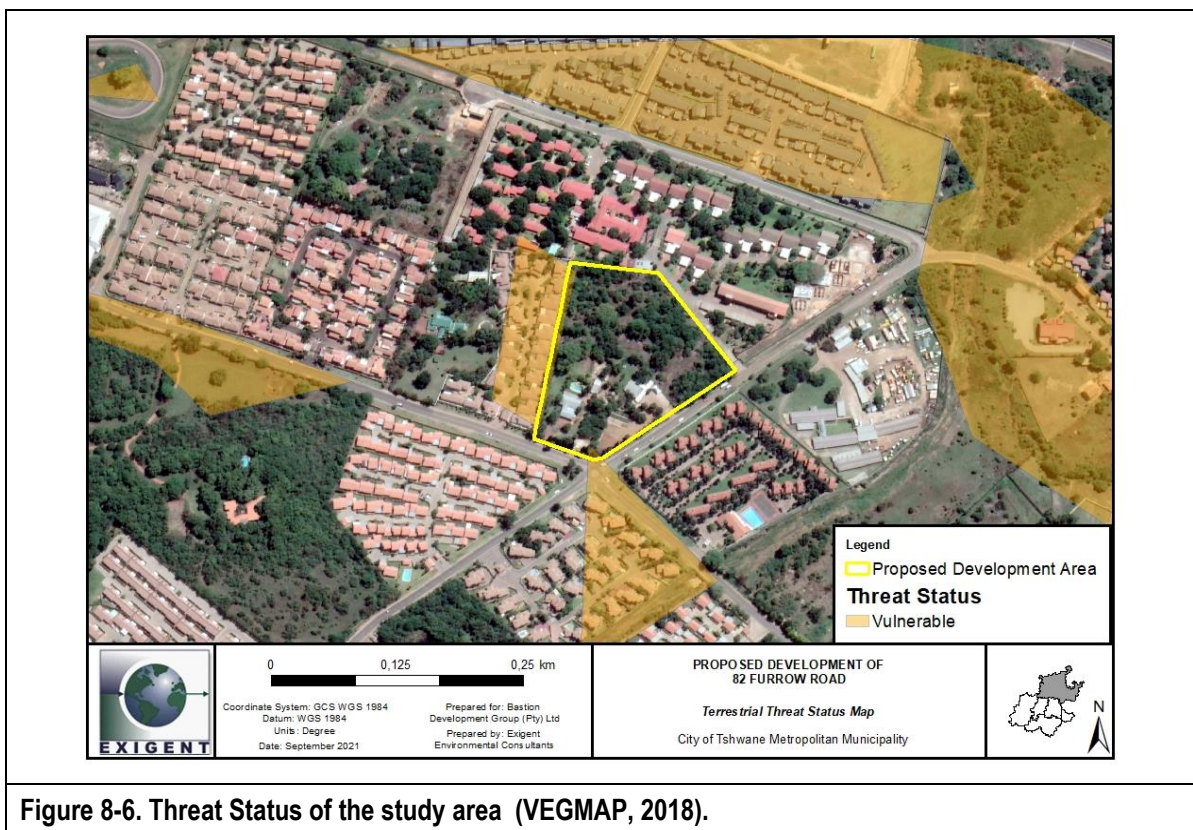 Legend
Proposed Development Area
Threat Status
Vulnerable
EXIGENT
0 0,125 0,25 km
Coordinate System: GCS WGS 1984
Datum: WGS 1984
Units: Degree
Date: September 2021
Prepared for: Bastion
Development Group (Pty) Ltd
Prepared by: Exigent
Environmental Consultants
PROPOSED DEVELOPMENT OF
82 FURROW ROAD
Terrestrial Threat Status Map
City of Tshwane Metropolitan Municipality
N
Figure 8-6. Threat Status of the study area (VEGMAP, 2018).